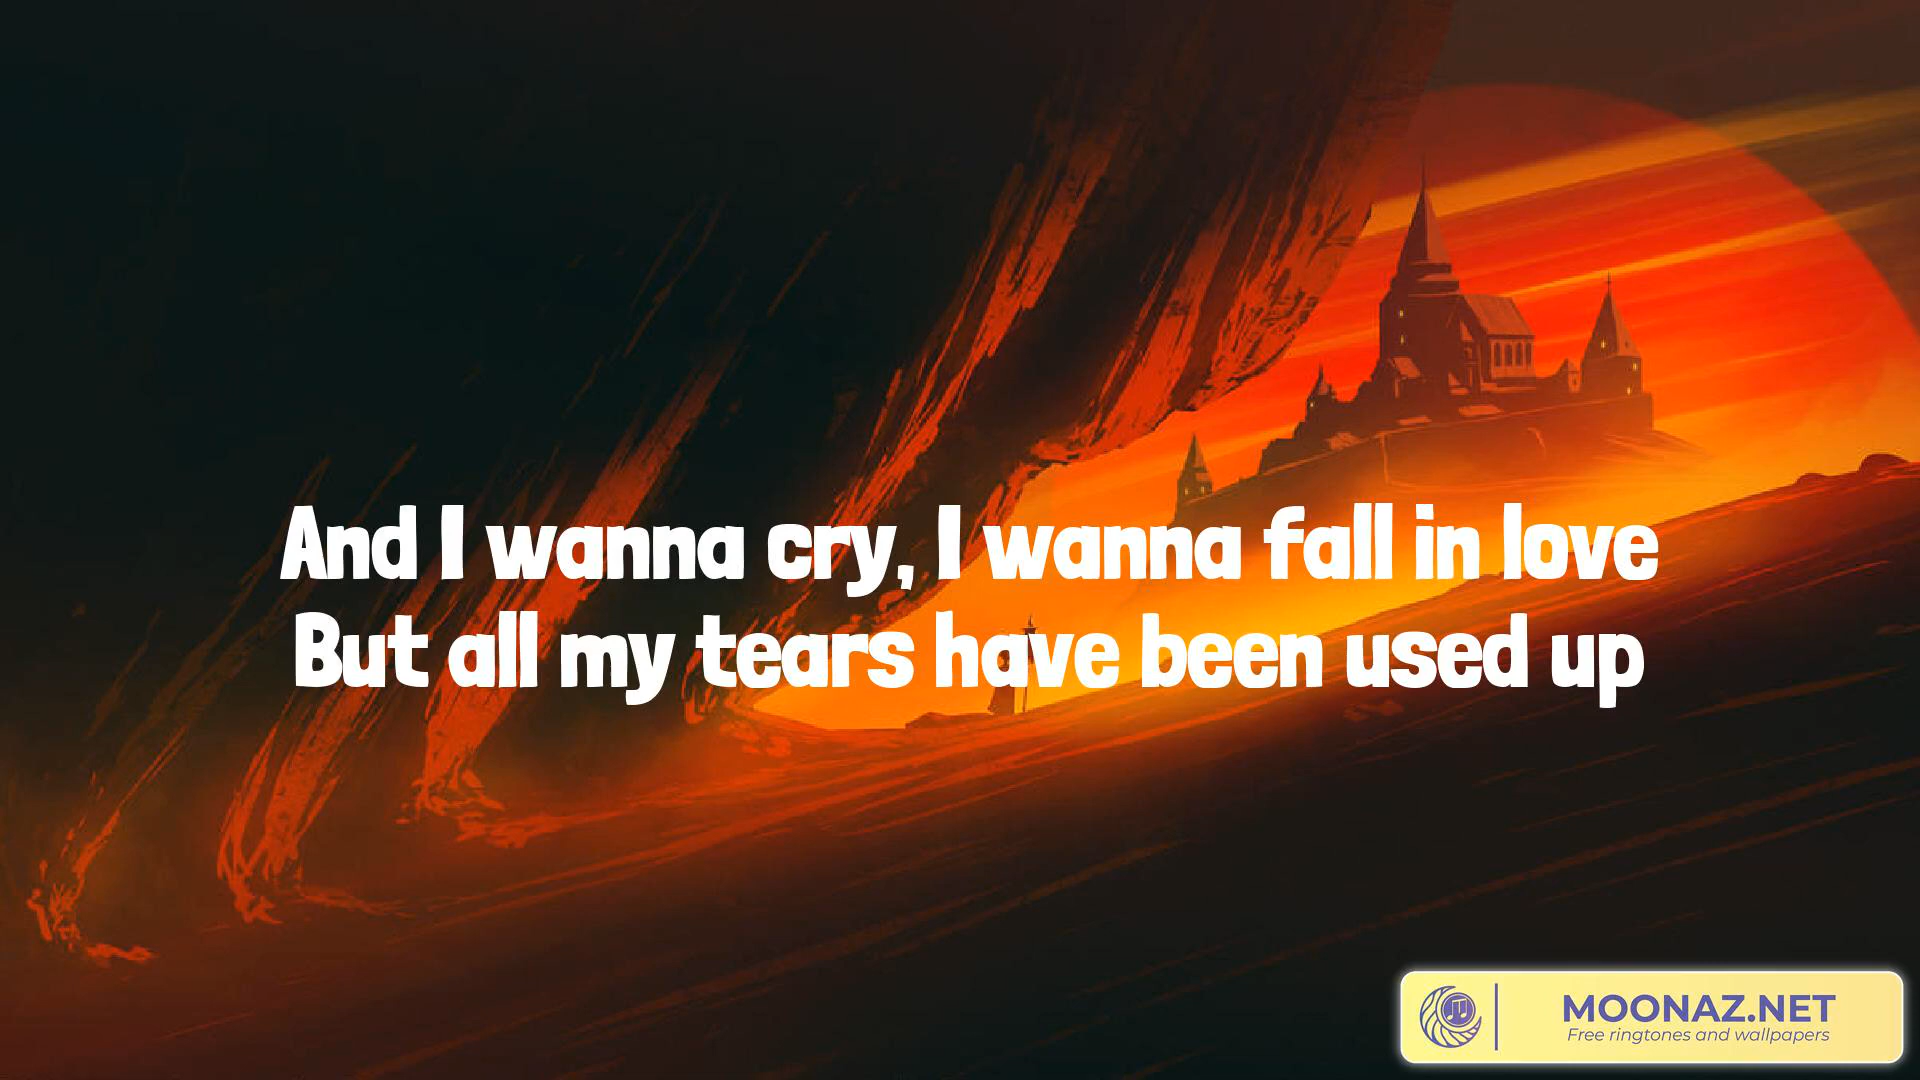 And I wanna cry, I wanna fall in love
But all my tears have been used up
MOONAZ.NET
Free ringtones and wallpapers